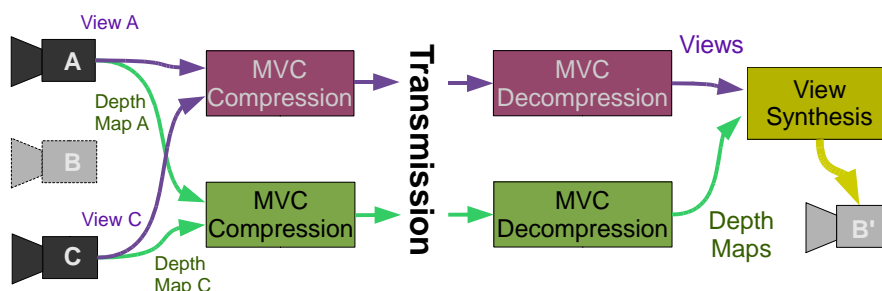 View A
A
Depth
Map A
B
View C
C
Depth
Map C
MVC
Compression
MVC
Compression
Transmission
MVC
Decompression
MVC
Decompression
Views
Depth
Maps
View
Synthesis
B'